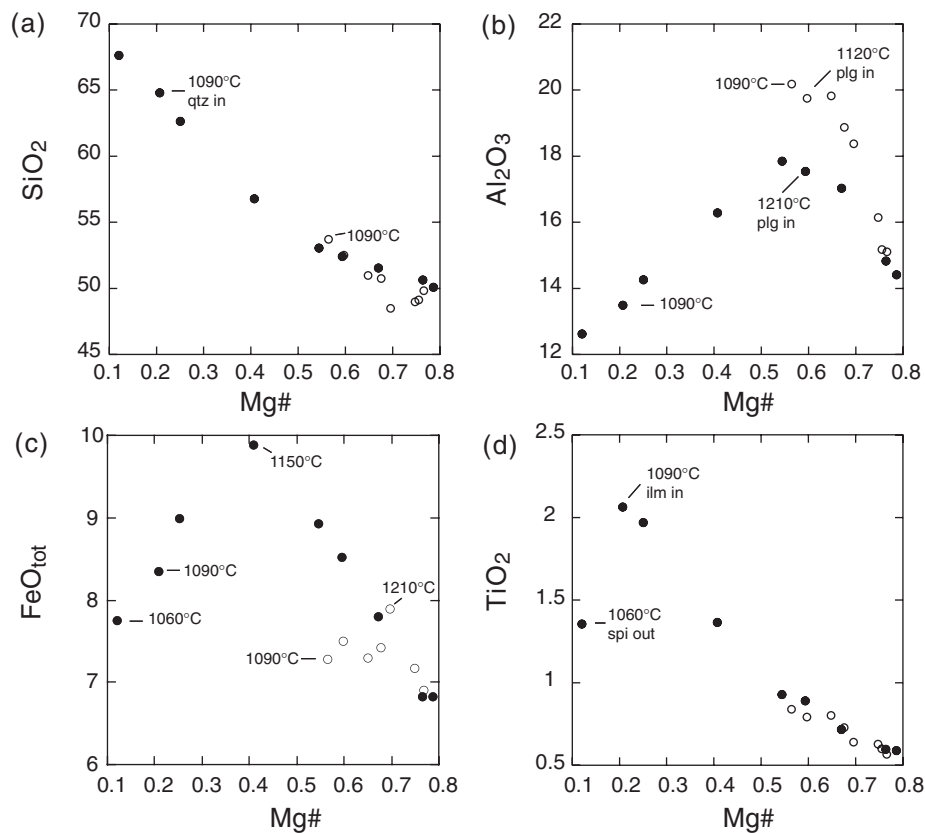 (a)
70
65
60
55
50
45
SiO2
1090°C
qtz in
1090°C
0.1 0.2 0.3 0.4 0.5 0.6 0.7 0.8
Mg#
(b)
22
20
18
16
14
12
Al2O3
1120°C
plg in
1090°C
1210°C
plg in
1090°C
0.1 0.2 0.3 0.4 0.5 0.6 0.7 0.8
Mg#
(c)
10
9
8
7
6
FeOtot
1150°C
1090°C
1210°C
1060°C
1090°C
0.1 0.2 0.3 0.4 0.5 0.6 0.7 0.8
Mg#
(d)
2.5
2
1.5
1
0.5
TiO2
1090°C
ilm in
1060°C
spi out
0.1 0.2 0.3 0.4 0.5 0.6 0.7 0.8
Mg#